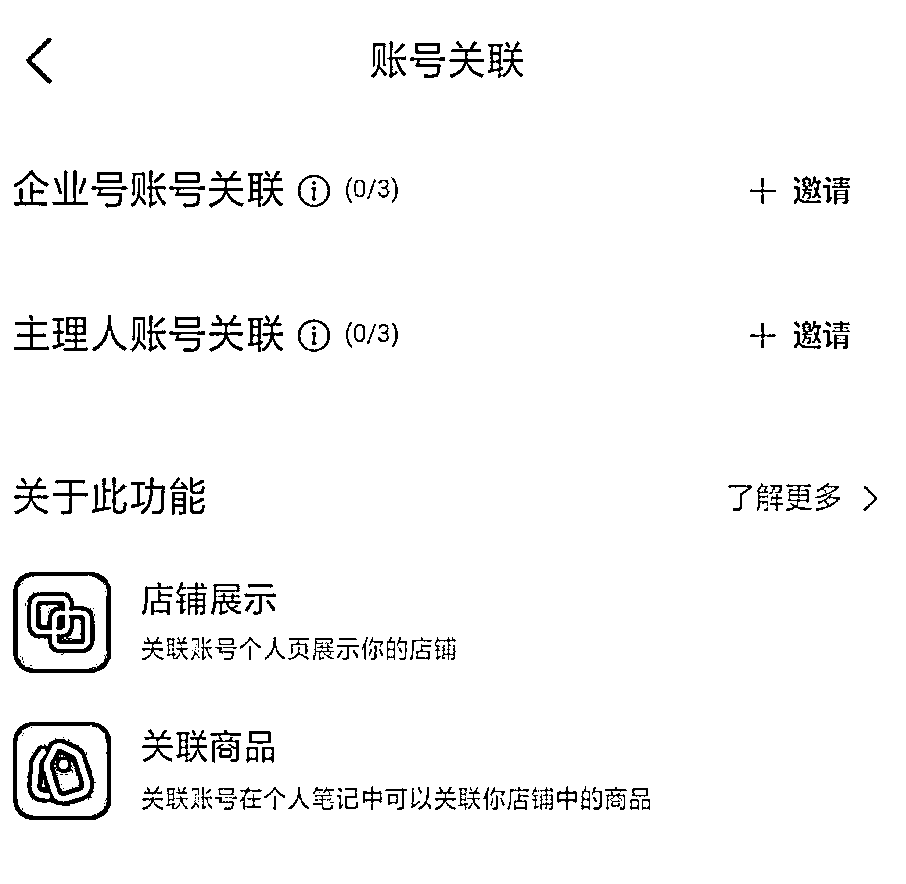 账号关联
企业号账号关联 (0/3) + 邀请
主理人账号关联 (0/3) + 邀请
关于此功能 了解更多 >
店铺展示
关联账号个人页展示你的店铺
关联商品
关联账号在个人笔记中可以关联你店铺中的商品